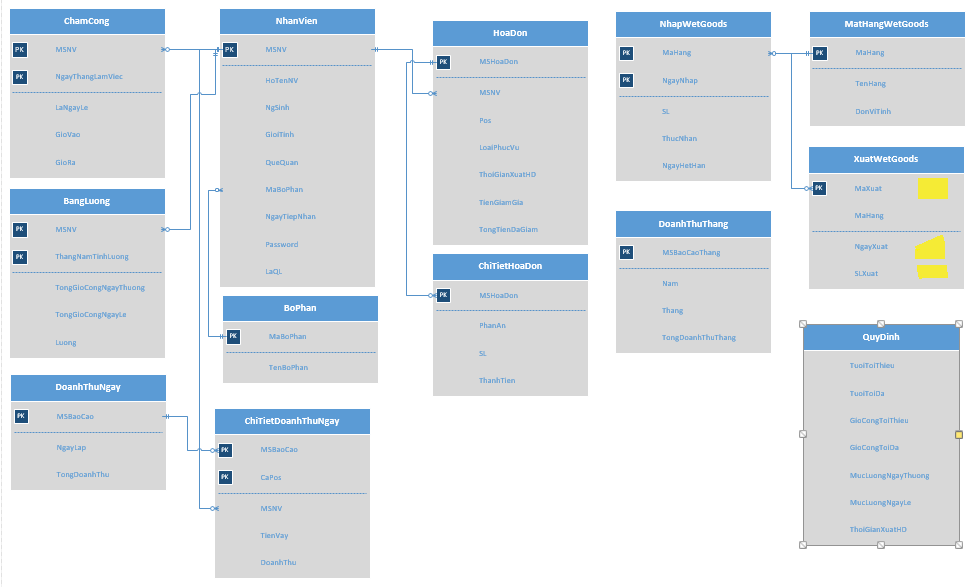 ChamCong
PK MSNV
PK NgayThangLamViec
LaNgayLe
GioVao
GioRa
BangLuong
PK MSNV
PK ThangNamTinhLuong
TongGioCongNgayThuong
TongGioCongNgayLe
Luong
DoanhThuNgay
PK MSBaoCao
NgayLap
TongDoanhThu
NhanVien
PK MSNV
HoTenNV
NgSinh
GioiTinh
QueQuan
MaBoPhan
NgayTiepNhan
Password
LaQL
BoPhan
PK MaBoPhan
TenBoPhan
ChiTietDoanhThuNgay
PK MSBaoCao
PK CaPos
MSNV
TienVay
DoanhThu
HoaDon
PK MSHoaDon
MSNV
Pos
LoaiPhucVu
ThoiGianXuatHD
TienGiamGia
TongTienDaGiam
ChiTietHoaDon
PK MSHoaDon
PhanAn
SL
ThanhTien
NhapWetGoods
PK MaHang
PK NgayNhap
SL
ThucNhan
NgayHetHan
DoanhThuThang
PK MSBaoCaoThang
Nam
Thang
TongDoanhThuThang
MatHangWetGoods
PK MaHang
TenHang
DonViTinh
XuatWetGoods
PK MaXuat
MaHang
NgayXuat
SLXuat
QuyDinh
TuoiToiThieu
TuoiToiDa
GioCongToiThieu
GioCongToiDa
MucLuongNgayThuong
MucLuongNgayLe
ThoiGianXuatHD